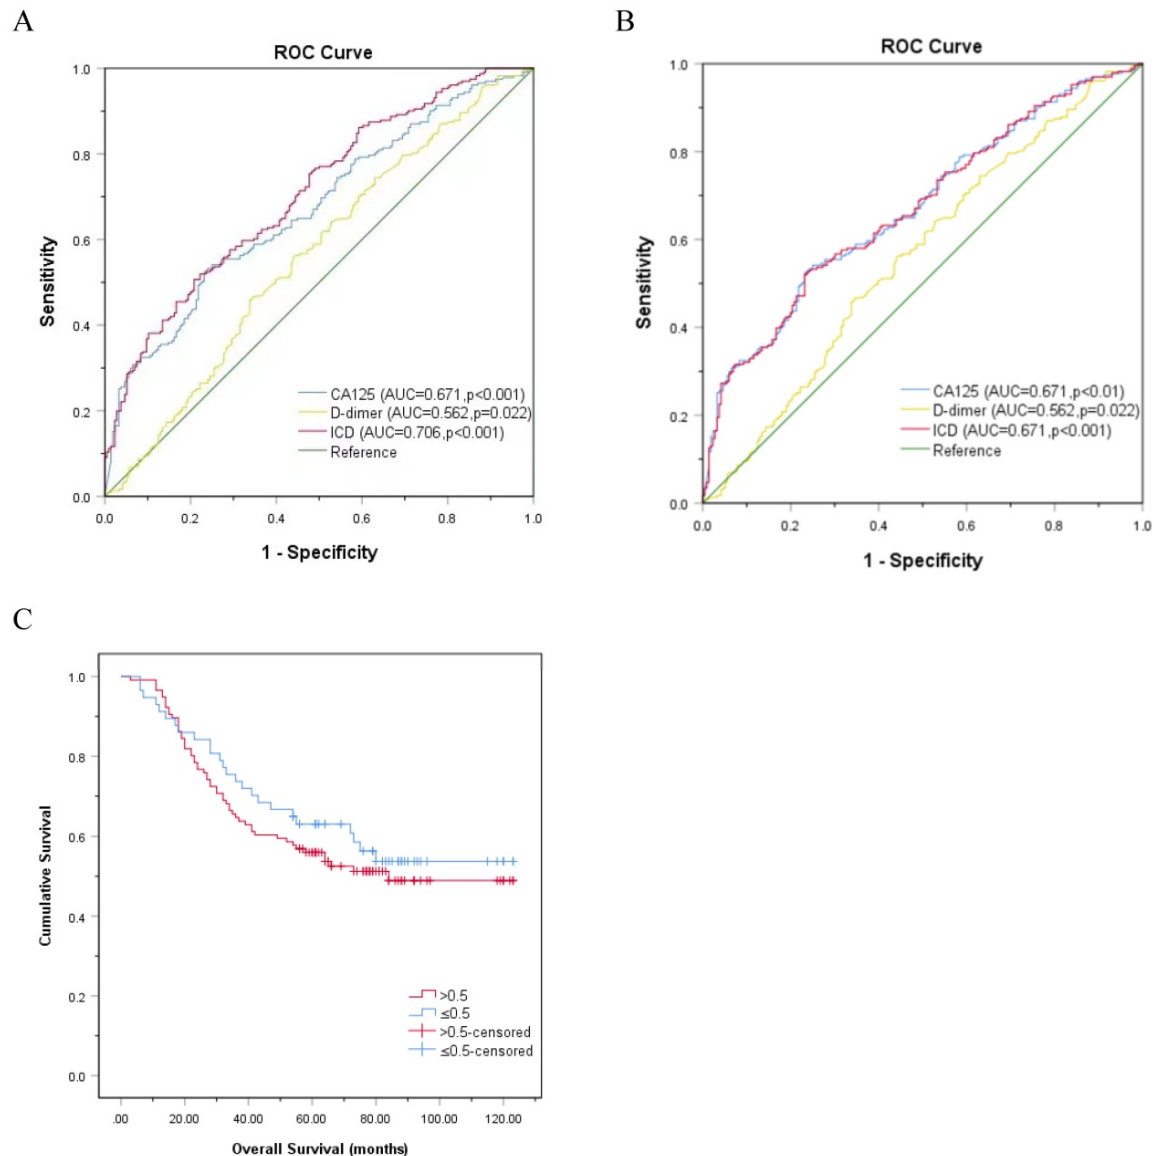 A
ROC Curve
1.0
0.8
0.6
0.4
0.2
0.0
Sensitivity
CA125 (AUC=0.671,p<0.001)
D-dimer (AUC=0.562,p=0.022)
ICD (AUC=0.706,p<0.001)
Reference
0.0 0.2 0.4 0.6 0.8 1.0
1 - Specificity
B
ROC Curve
1.0
0.8
0.6
0.4
0.2
0.0
Sensitivity
CA125 (AUC=0.671,p<0.01)
D-dimer (AUC=0.562,p=0.022)
ICD (AUC=0.671,p<0.001)
Reference
0.0 0.2 0.4 0.6 0.8 1.0
1 - Specificity
C
1.0
0.8
0.6
0.4
0.2
0.0
Cumulative Survival
>0.5
≤0.5
>0.5-censored
≤0.5-censored
.00 20.00 40.00 60.00 80.00 100.00 120.00
Overall Survival (months)